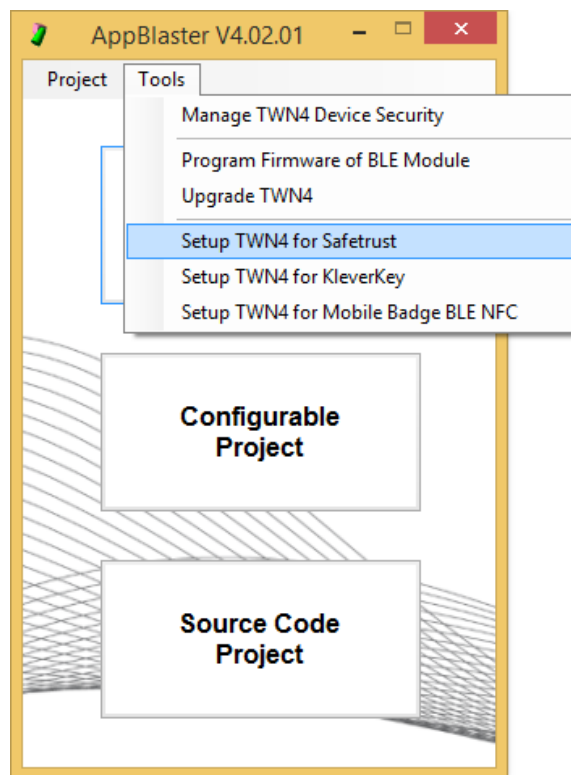 AppBlaster V4.02.01
Project Tools
Manage TWN4 Device Security
Program Firmware of BLE Module
Upgrade TWN4
Setup TWN4 for Safetrust
Setup TWN4 for KleverKey
Setup TWN4 for Mobile Badge BLE NFC
Configurable
Project
Source Code
Project